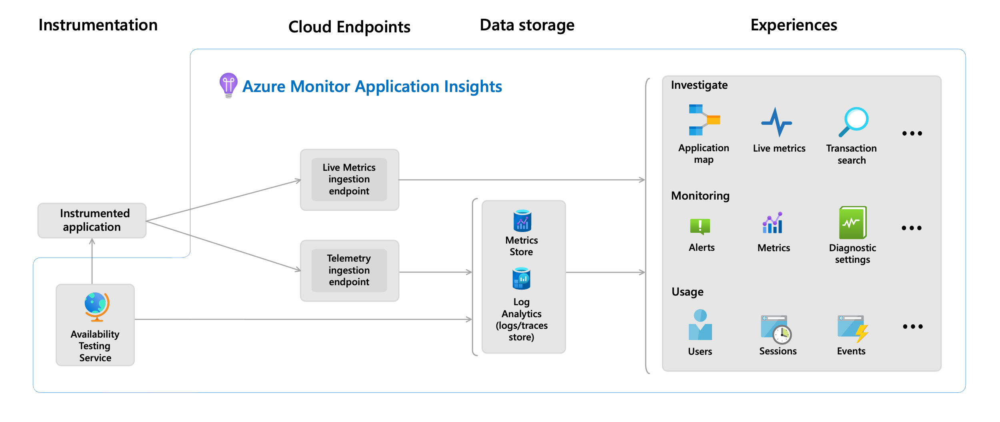 Instrumentation
Cloud Endpoints
Data storage
Experiences
Azure Monitor Application Insights
Instrumented
application
Availability
Testing
Service
Live Metrics
ingestion
endpoint
Telemetry
ingestion
endpoint
Metrics
Store
Log
Analytics
(logs/traces
store)
Investigate
Application
map
Live metrics
Transaction
search
•••
Monitoring
Alerts
Metrics
Diagnostic
settings
•••
Usage
Users
Sessions
Events
•••